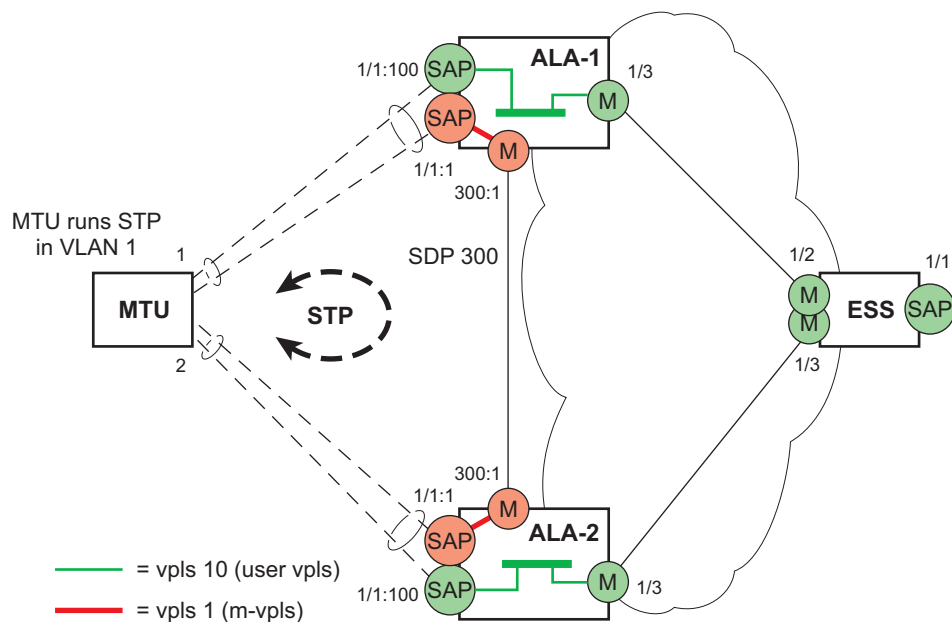 ALA-1
1/1:100
SAP
1/3
M
SAP
M
1/1:1
300:1
MTU runs STP
in VLAN 1
1
SDP 300
1/2
1/1
MTU
STP
M
ESS
SAP
M
2
1/3
300:1
1/1:1
M
ALA-2
SAP
= vpls 10 (user vpls)
SAP
M
1/3
1/1:100
= vpls 1 (m-vpls)